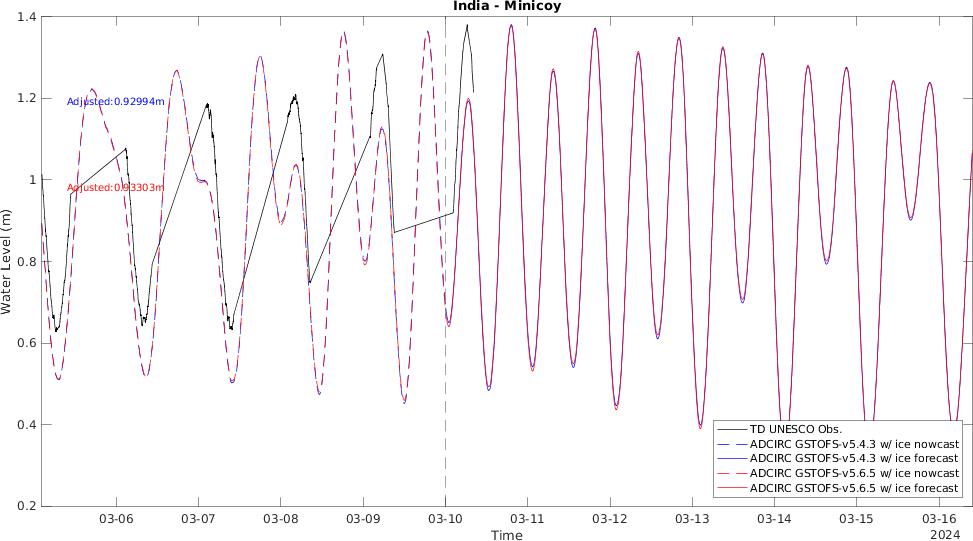 India - Minicoy
Water Level (m)
1.4
1.2
1
0.8
0.6
0.4
0.2
Adjusted:0.92994m
Adjusted:0.93303m
TD UNESCO Obs.
ADCIRC GSTOFS-v5.4.3 w/ ice nowcast
ADCIRC GSTOFS-v5.4.3 w/ ice forecast
ADCIRC GSTOFS-v5.6.5 w/ ice nowcast
ADCIRC GSTOFS-v5.6.5 w/ ice forecast
03-06 03-07 03-08 03-09 03-10 03-11 03-12 03-13 03-14 03-15 03-16
Time
2024